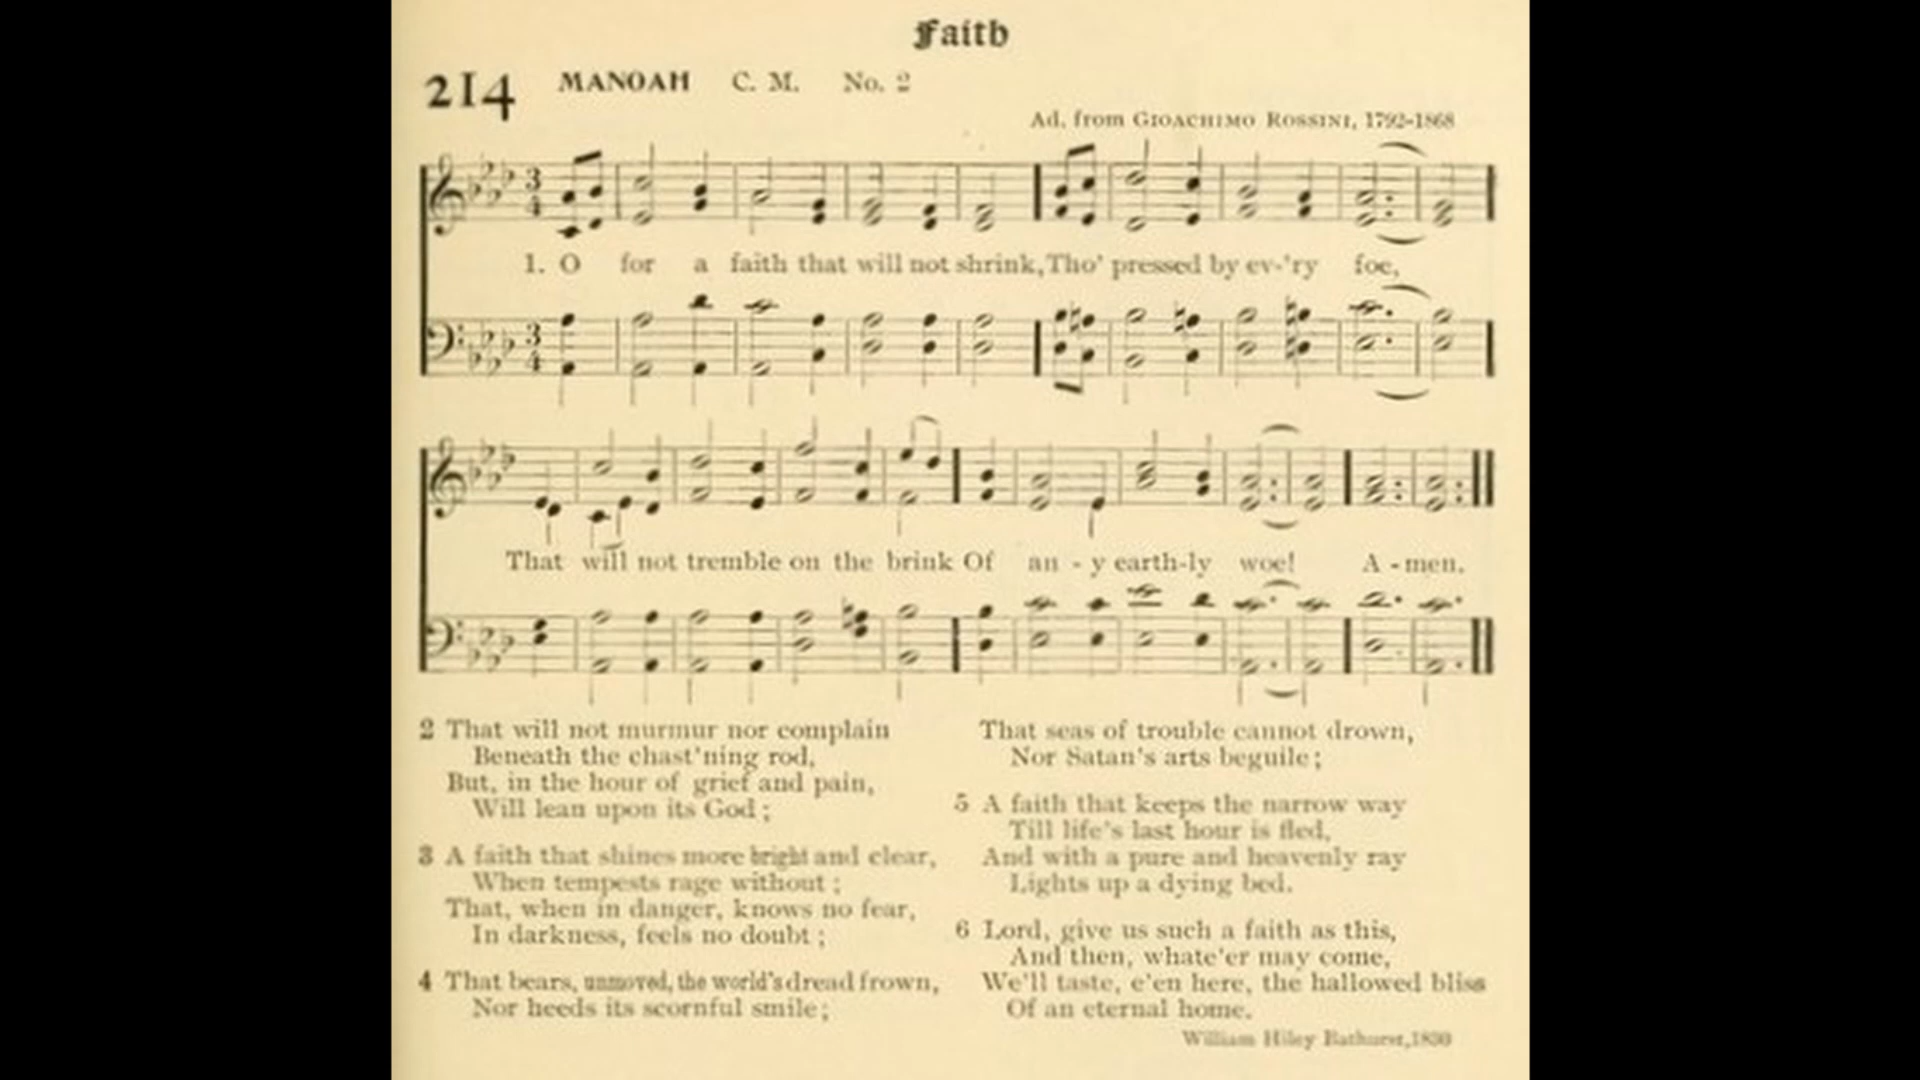 Faith
214 MANOAH C. M. No. 2
Ad. from GIOACHIMO ROSSINI, 1792-1868
1. O for a faith that will not shrink, Tho' pressed by ev-'ry foe,
That will not tremble on the brink Of an - y earth-ly woe! A - men.
2 That will not murmur nor complain
Beneath the chast'ning rod,
But, in the hour of grief and pain,
Will lean upon its God;
3 A faith that shines more bright and clear,
When tempests rage without;
That, when in danger, knows no fear,
In darkness, feels no doubt;
4 That bears, unmoved, the world's dread frown,
Nor heeds its scornful smile;
That seas of trouble cannot drown,
Nor Satan's arts beguile;
5 A faith that keeps the narrow way
Till life's last hour is fled,
And with a pure and heavenly ray
Lights up a dying bed.
6 Lord, give us such a faith as this,
And then, whate'er may come,
We'll taste, e'en here, the hallowed bliss
Of an eternal home.
William Hiley Bathurst, 1830